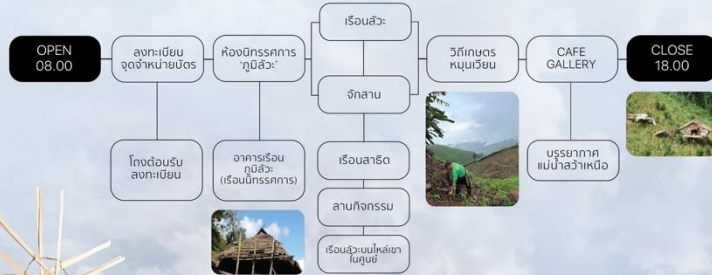 OPEN
08.00
ลงทะเบียน
จุดจำหน่ายบัตร
ห้องนิทรรศการ
'ภูมิลัวะ'
เรือนลัวะ
จักสาน
วิถีเกษตร
หมุนเวียน
CAFE
GALLERY
CLOSE
18.00
โถงต้อนรับ
ลงทะเบียน
อาคารเรือน
ภูมิลัวะ
(เรือนนิทรรศการ)
เรือนสาธิต
ลานกิจกรรม
เรือนลัวะบนไหล่เขา
ในศูนย์
บรรยากาศ
แม่น้ำสว้าเหนือ